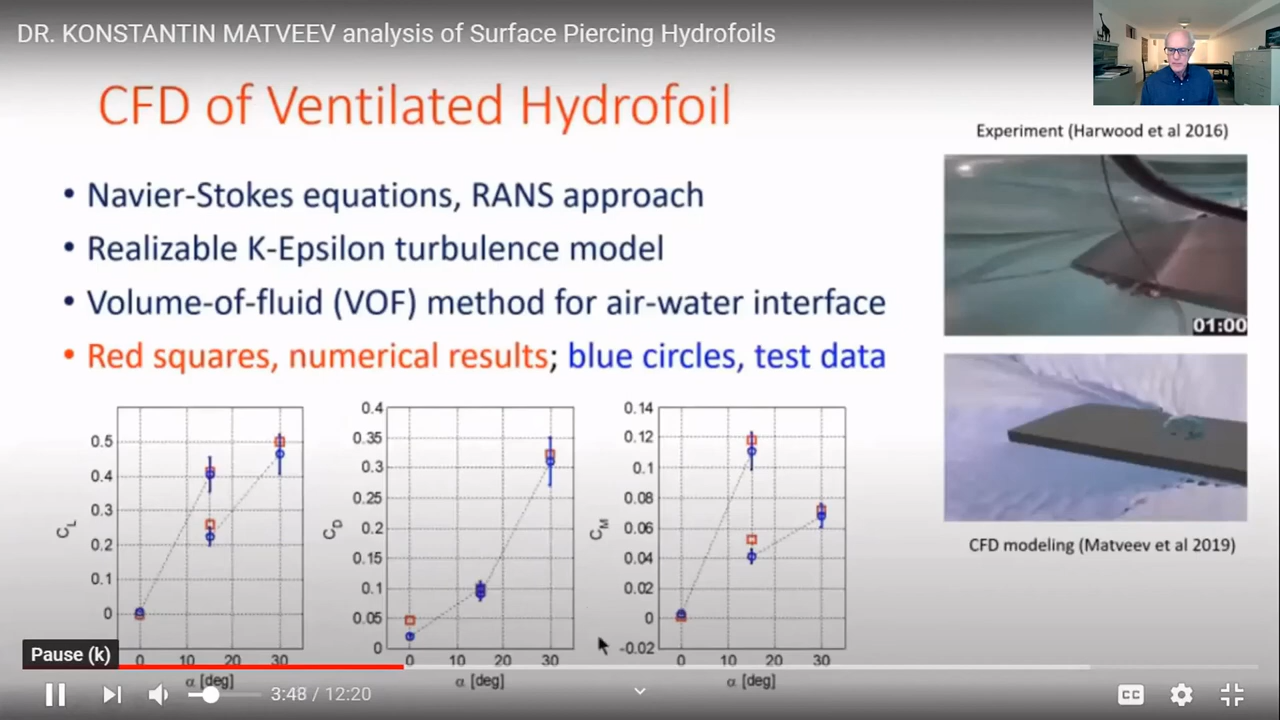 DR. KONSTANTIN MATVEEV analysis of Surface Piercing Hydrofoils
CFD of Ventilated Hydrofoil
• Navier-Stokes equations, RANS approach
• Realizable K-Epsilon turbulence model
• Volume-of-fluid (VOF) method for air-water interface
• Red squares, numerical results; blue circles, test data
Experiment (Harwood et al 2016)
01:00
CFD modeling (Matveev et al 2019)
0.5
0.4
0.3
0.2
0.1
0
C_L
0 10 20 30
α [deg]
0.4
0.35
0.3
0.25
0.2
0.15
0.1
0.05
0
C_D
0 10 20 30
α [deg]
0.14
0.12
0.1
0.08
0.06
0.04
0.02
0
-0.02
C_M
0 10 20 30
α [deg]
Pause (k)
3:48 / 12:20
CC